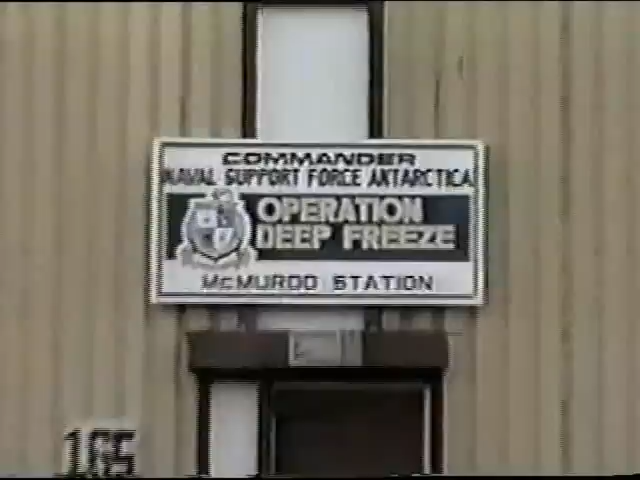 COMMANDER
NAVAL SUPPORT FORCE ANTARCTICA
OPERATION
DEEP FREEZE
McMURDO STATION
165